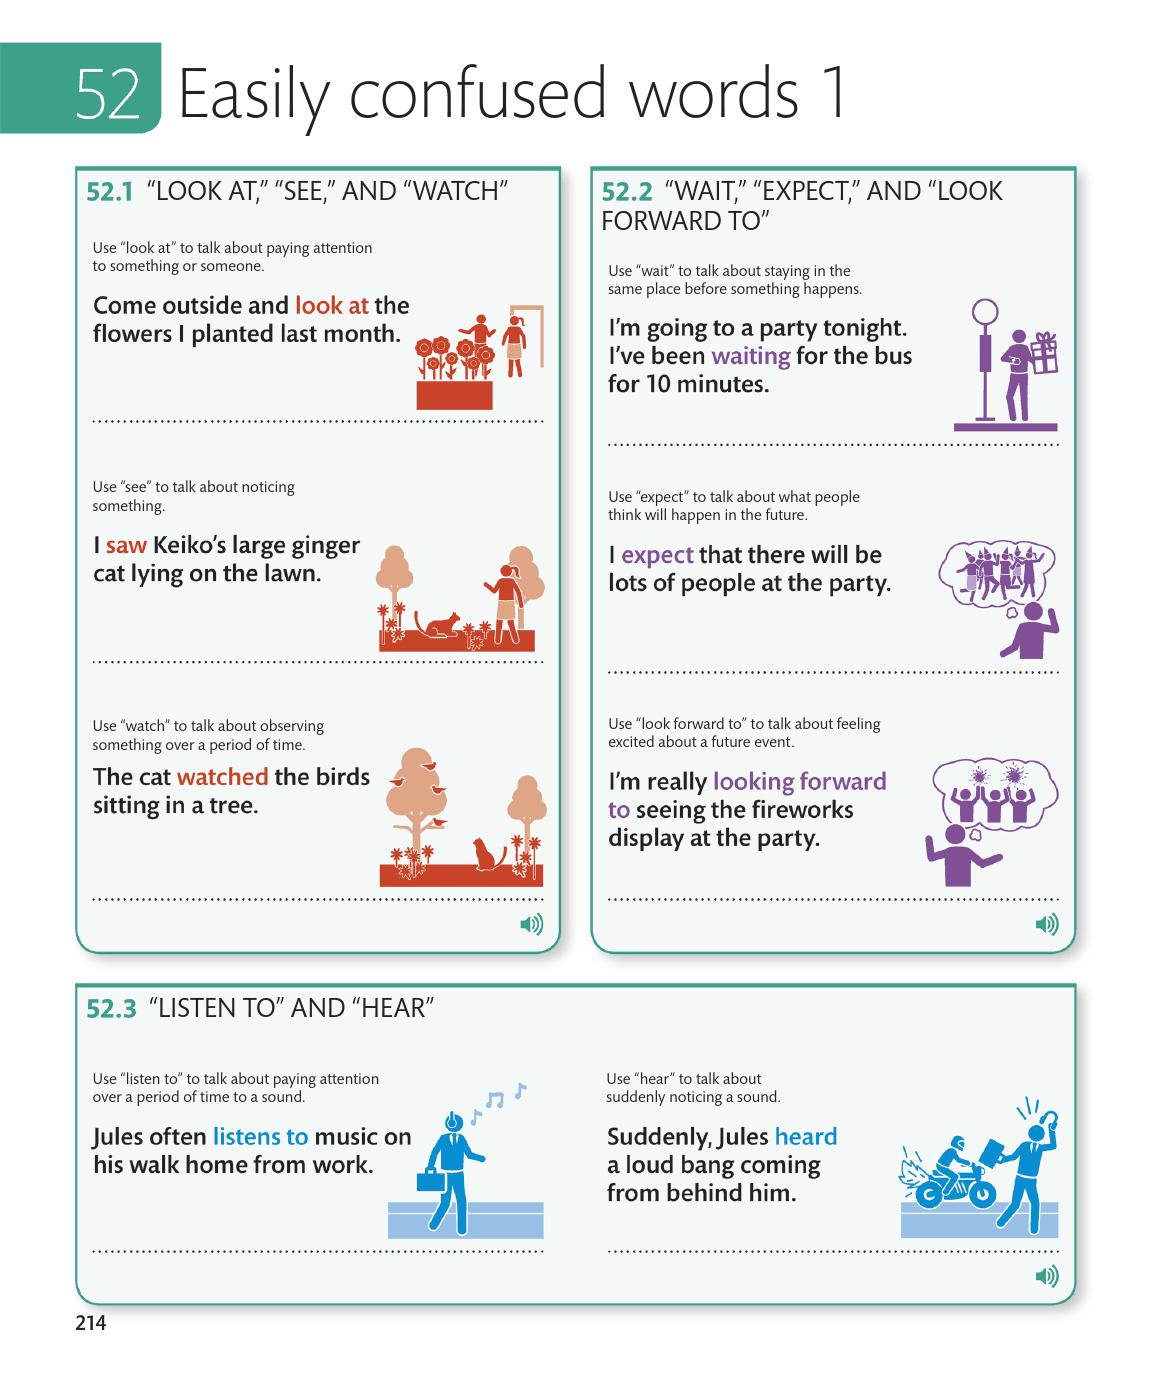 52 Easily confused words 1
52.1 “LOOK AT,” “SEE,” AND “WATCH”
Use “look at” to talk about paying attention
to something or someone.
Come outside and look at the
flowers I planted last month.
Use “see” to talk about noticing
something.
I saw Keiko’s large ginger
cat lying on the lawn.
Use “watch” to talk about observing
something over a period of time.
The cat watched the birds
sitting in a tree.
52.2 “WAIT,” “EXPECT,” AND “LOOK
FORWARD TO”
Use “wait” to talk about staying in the
same place before something happens.
I’m going to a party tonight.
I’ve been waiting for the bus
for 10 minutes.
Use “expect” to talk about what people
think will happen in the future.
I expect that there will be
lots of people at the party.
Use “look forward to” to talk about feeling
excited about a future event.
I’m really looking forward
to seeing the fireworks
display at the party.
52.3 “LISTEN TO” AND “HEAR”
Use “listen to” to talk about paying attention
over a period of time to a sound.
Jules often listens to music on
his walk home from work.
Use “hear” to talk about
suddenly noticing a sound.
Suddenly, Jules heard
a loud bang coming
from behind him.
214